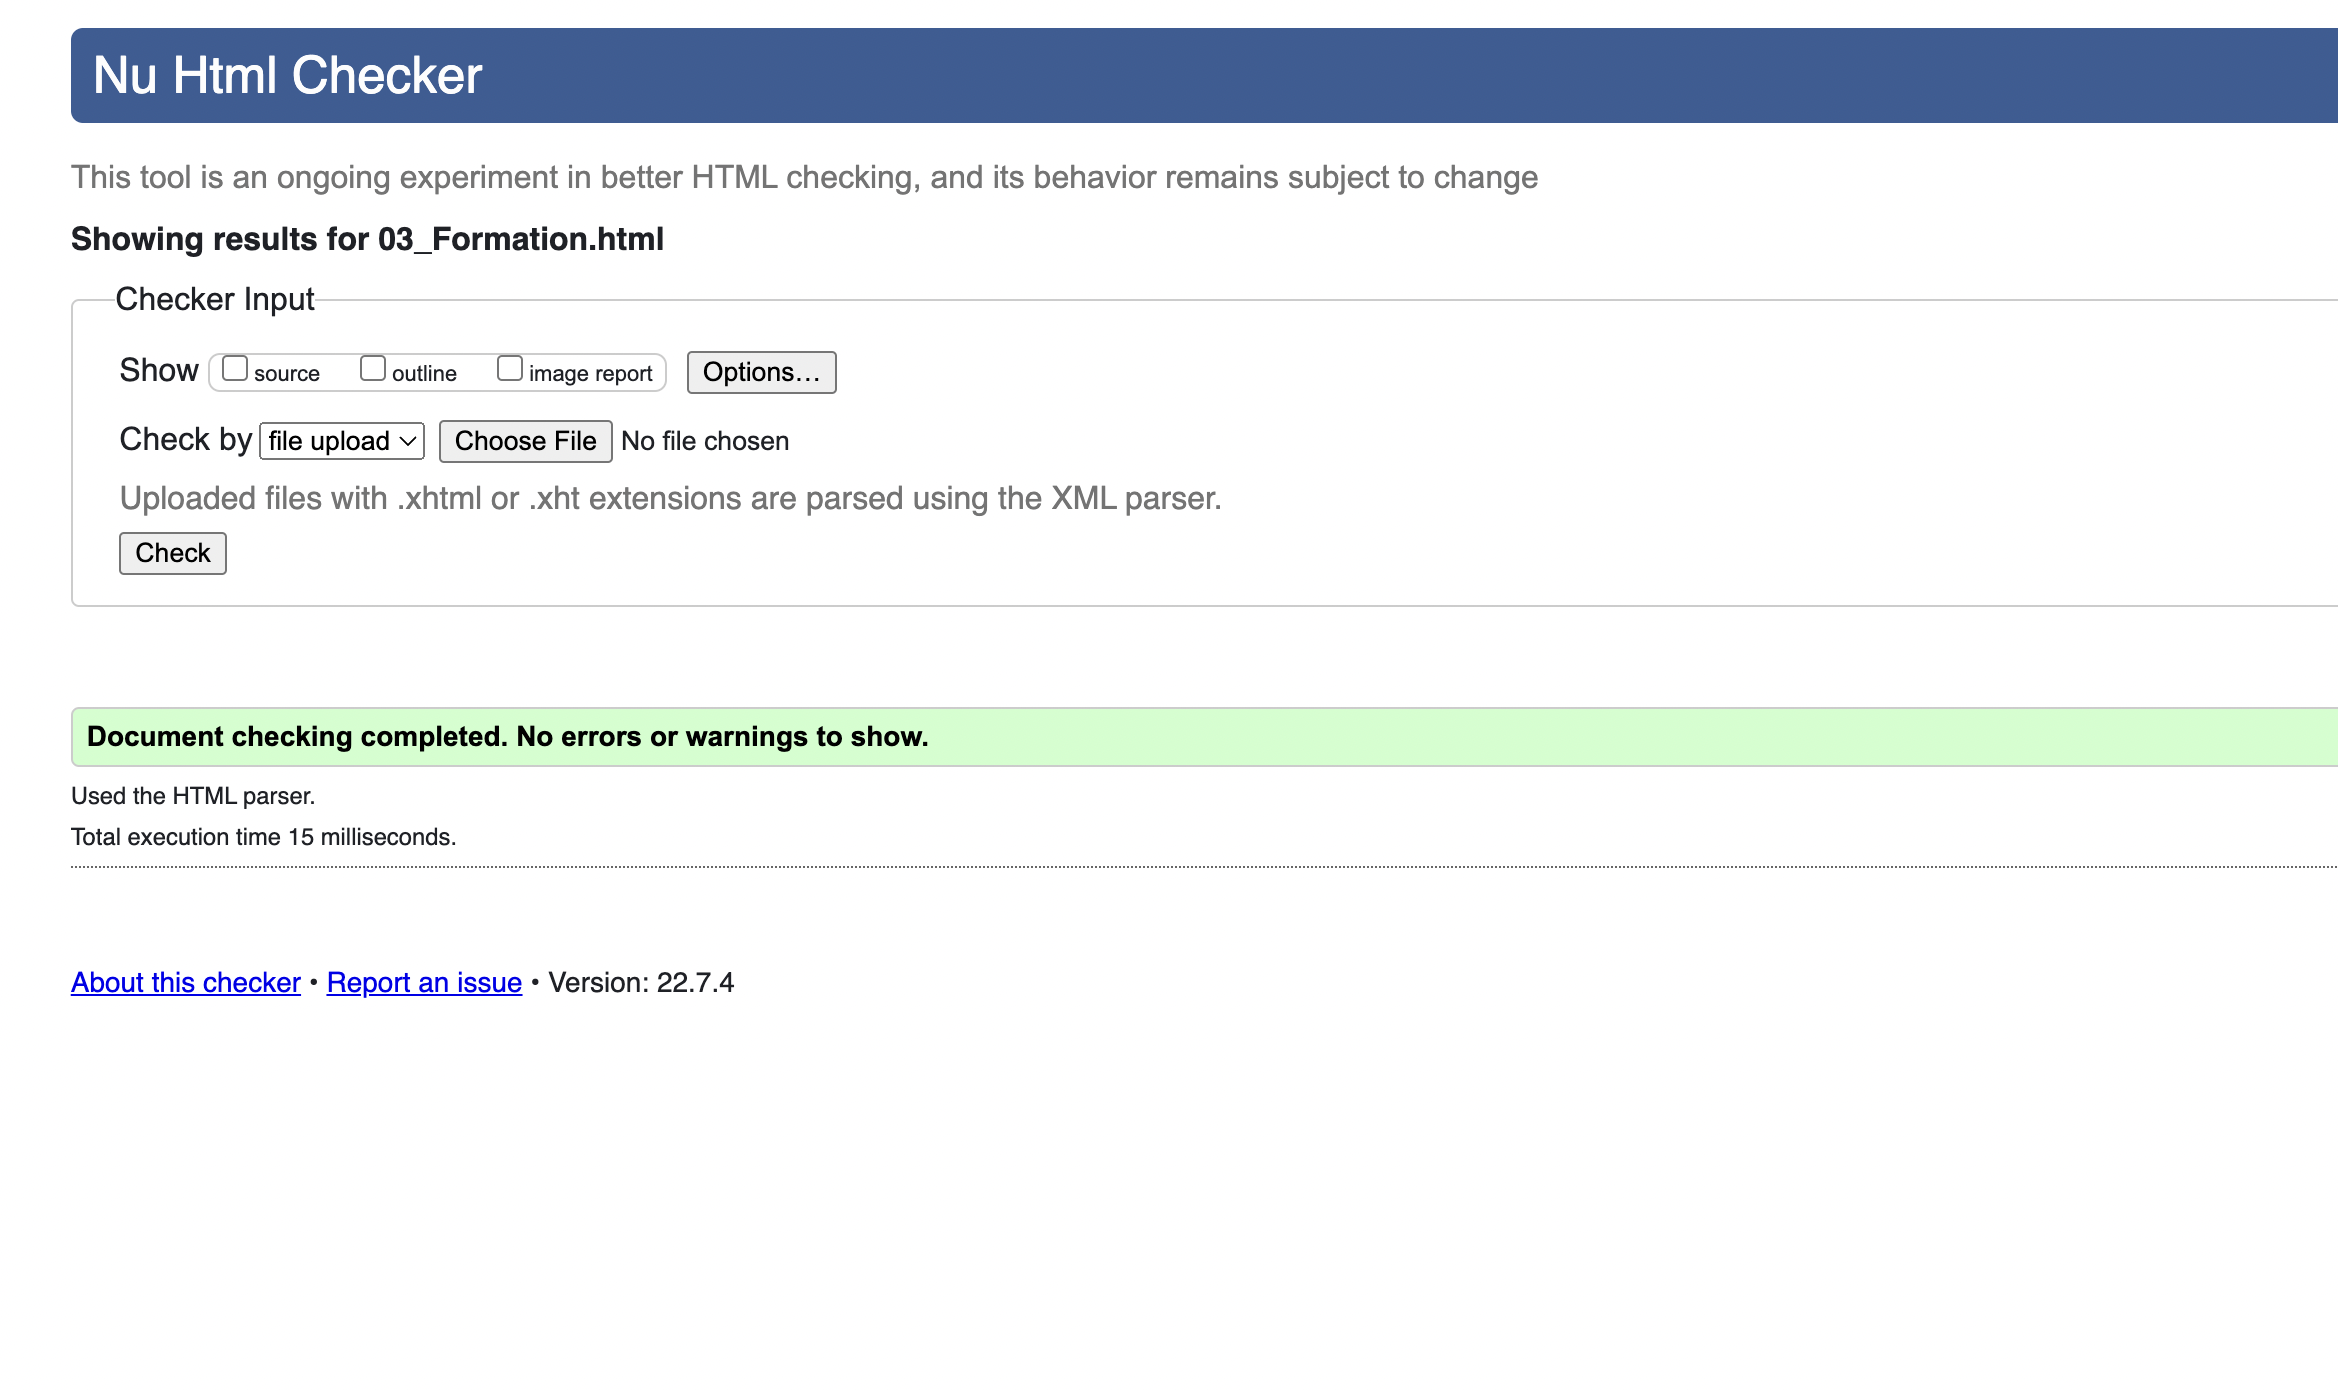 Nu Html Checker
This tool is an ongoing experiment in better HTML checking, and its behavior remains subject to change
Showing results for 03_Formation.html
Checker Input
Show source outline image report Options…
Check by file upload Choose File No file chosen
Uploaded files with .xhtml or .xht extensions are parsed using the XML parser.
Check
Document checking completed. No errors or warnings to show.
Used the HTML parser.
Total execution time 15 milliseconds.
About this checker • Report an issue • Version: 22.7.4